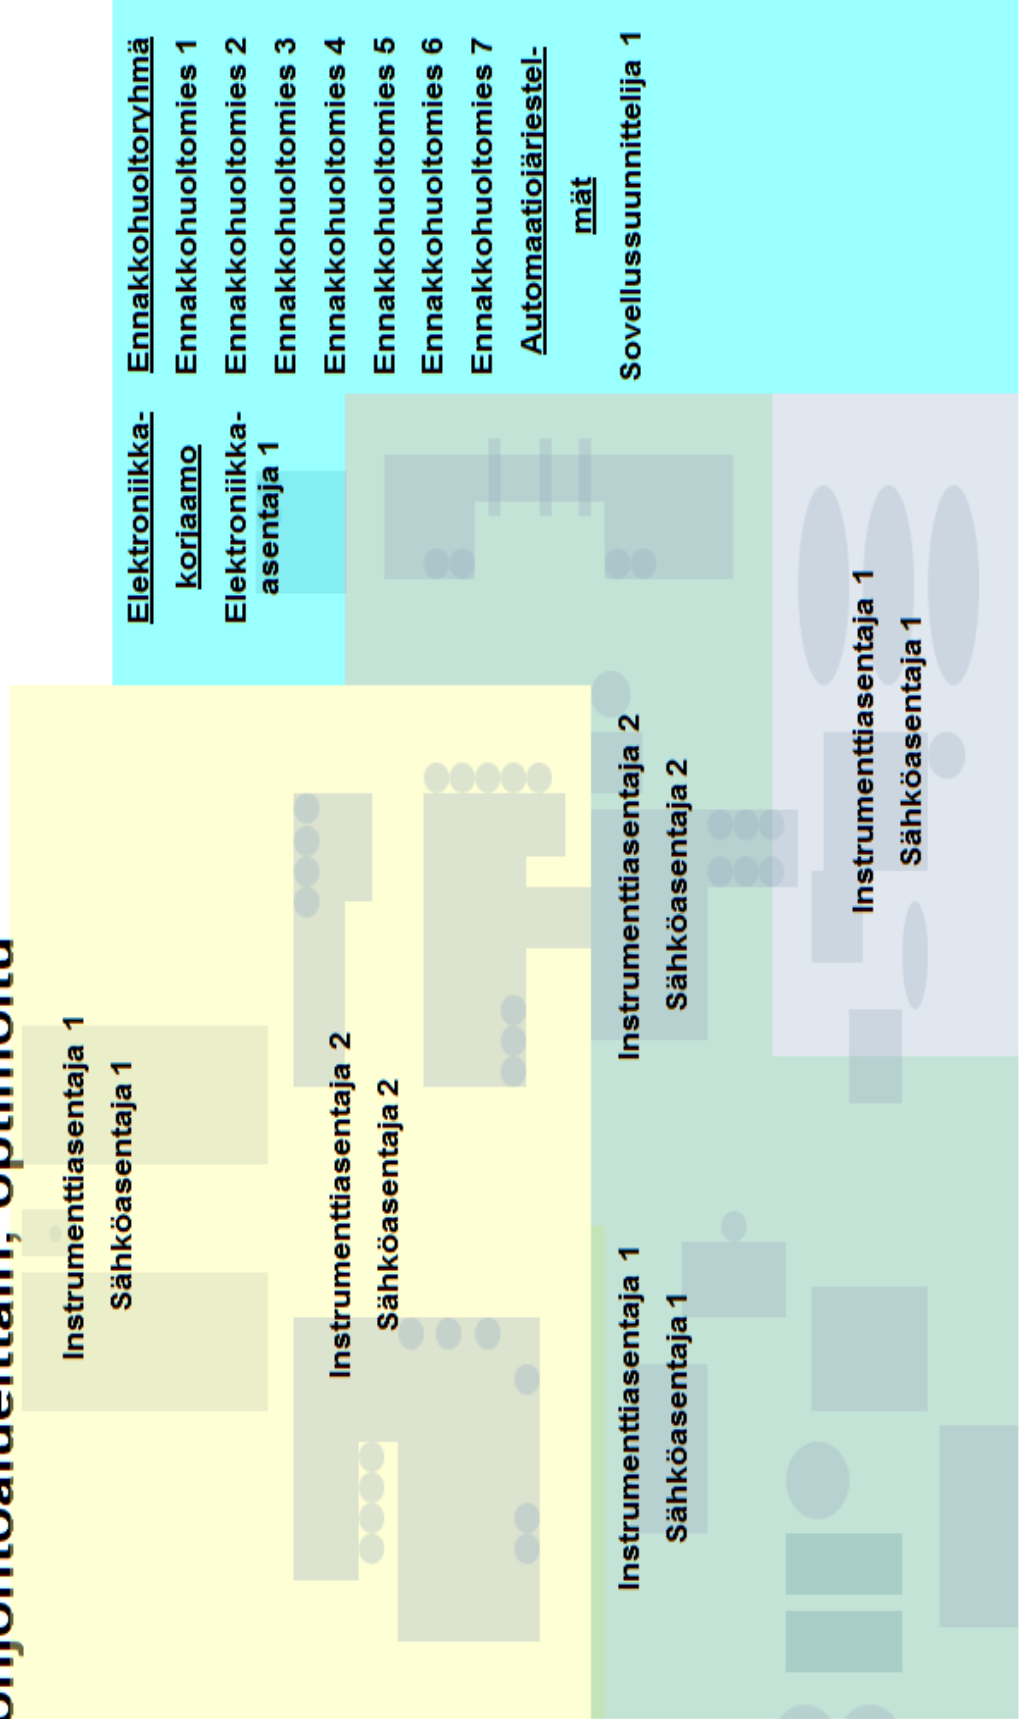 Instrumenttiasentaja 1
Sähköasentaja 1
Instrumenttiasentaja 2
Sähköasentaja 2
Instrumenttiasentaja 1
Sähköasentaja 1
Instrumenttiasentaja 2
Sähköasentaja 2
Instrumenttiasentaja 1
Sähköasentaja 1
Elektroniikka-
korjaamo
Elektroniikka-
asentaja 1
Ennakkohuoltoryhmä
Ennakkohuoltomies 1
Ennakkohuoltomies 2
Ennakkohuoltomies 3
Ennakkohuoltomies 4
Ennakkohuoltomies 5
Ennakkohuoltomies 6
Ennakkohuoltomies 7
Automaatiojärjestel-
mät
Sovellussuunnittelija 1